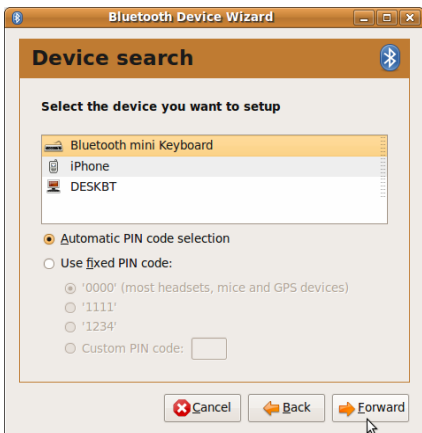 Bluetooth Device Wizard
Device search
Select the device you want to setup
Bluetooth mini Keyboard
iPhone
DESKBT
Automatic PIN code selection
Use fixed PIN code:
'0000' (most headsets, mice and GPS devices)
'1111'
'1234'
Custom PIN code:
Cancel Back Forward